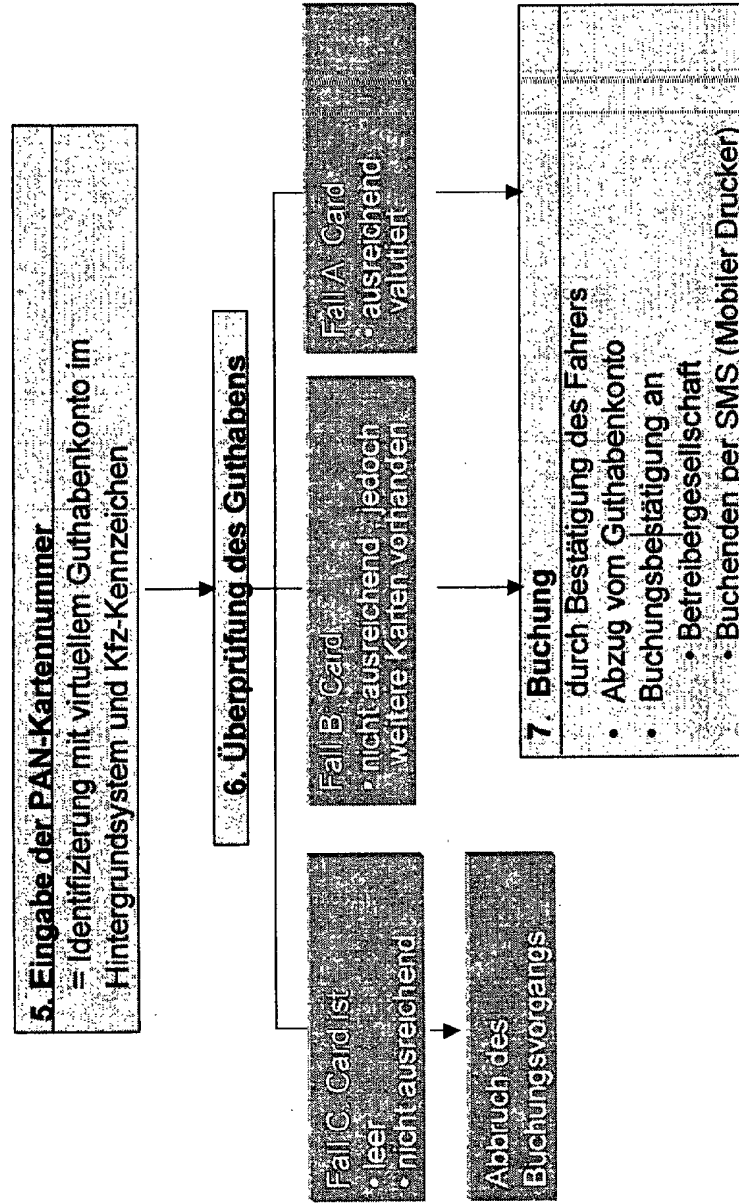 5. Eingabe der PAN-Kartennummer
= Identifizierung mit virtuellem Guthabenkonto im
Hintergrundsystem und Kfz-Kennzeichen
6. Überprüfung des Guthabens
Fall C: Card ist
• leer
• nicht ausreichend
Fall B: Card
• nicht ausreichend, jedoch
weitere Karten vorhanden
Fall A: Card
• ausreichend
valutiert
Abbruch des
Buchungsvorgangs
7. Buchung
durch Bestätigung des Fahrers
• Abzug vom Guthabenkonto
• Buchungsbestätigung an
• Betreibergesellschaft
• Buchenden per SMS (Mobiler Drucker)